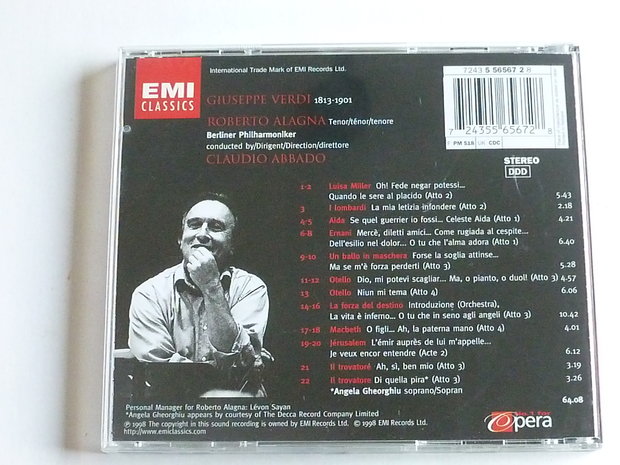 EMI
CLASSICS
International Trade Mark of EMI Records Ltd.
7243 5 56567 2 8
GIUSEPPE VERDI 1813-1901
ROBERTO ALAGNA Tenor/ténor/tenore
Berliner Philharmoniker
conducted by/Dirigent/Direction/direttore
CLAUDIO ABBADO
7 24355 65672 8
PM 518 UK: CDC
STEREO
DDD
1-2 Luisa Miller Oh! Fede negar potessi...
Quando le sere al placido (Atto 2) 5.43
3 I lombardi La mia letizia infondere (Atto 2) 2.18
4-5 Aida Se quel guerrier io fossi... Celeste Aida (Atto 1) 4.21
6-8 Ernani Mercè, diletti amici... Come rugiada al cespite...
Dell'esilio nel dolor... O tu che l'alma adora (Atto 1) 6.40
9-10 Un ballo in maschera Forse la soglia attinse...
Ma se m'è forza perderti (Atto 3) 5.28
11-12 Otello Dio, mi potevi scagliar... Ma, o pianto, o duol! (Atto 3) 4.57
13 Otello Niun mi tema (Atto 4) 6.06
14-16 La forza del destino Introduzione (Orchestra),
La vita è inferno... O tu che in seno agli angeli (Atto 3) 10.42
17-18 Macbeth O figli... Ah, la paterna mano (Atto 4) 4.01
19-20 Jérusalem L'émir auprès de lui m'appelle...
Je veux encor entendre (Acte 2) 6.12
21 Il trovatore Ah, sì, ben mio (Atto 3) 3.19
22 Il trovatore Di quella pira* (Atto 3) 3.26
*Angela Gheorghiu soprano/Sopran
64.08
Personal Manager for Roberto Alagna: Lévon Sayan
*Angela Gheorghiu appears by courtesy of The Decca Record Company Limited
℗ 1998 The copyright in this sound recording is owned by EMI Records Ltd. © 1998 EMI Records Ltd.
http://www.emiclassics.com
No.1 for
Opera